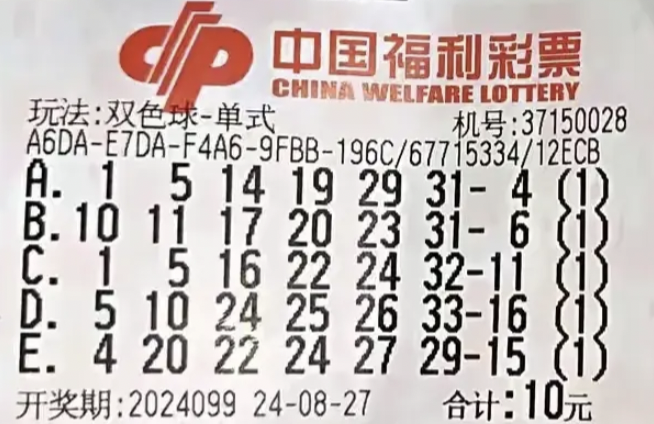 中国福利彩票
CHINA WELFARE LOTTERY
玩法:双色球-单式 机号:37150028
A6DA-E7DA-F4A6-9FBB-196C/67715334/12ECB
A. 1 5 14 19 29 31- 4 (1)
B. 10 11 17 20 23 31- 6 (1)
C. 1 5 16 22 24 32-11 (1)
D. 5 10 24 25 26 33-16 (1)
E. 4 20 22 24 27 29-15 (1)
开奖期:2024099 24-08-27 合计:10元